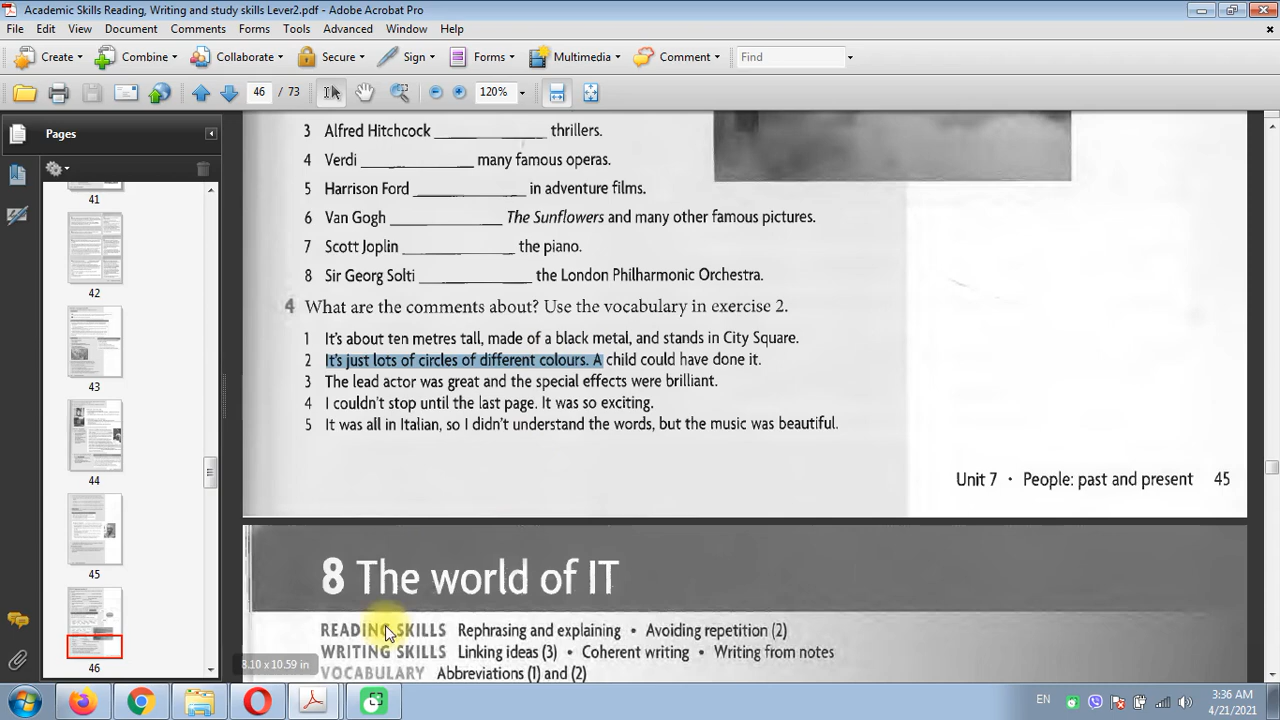 Academic Skills Reading, Writing and study skills Lever2.pdf - Adobe Acrobat Pro
File Edit View Document Comments Forms Tools Advanced Window Help
Create Combine Collaborate Secure Sign Forms Multimedia Comment Find
46 / 73 120%
Pages
41
42
43
44
45
46
3 Alfred Hitchcock ____________ thrillers.
4 Verdi ____________ many famous operas.
5 Harrison Ford ____________ in adventure films.
6 Van Gogh ____________ The Sunflowers and many other famous pictures.
7 Scott Joplin ____________ the piano.
8 Sir Georg Solti ____________ the London Philharmonic Orchestra.
4 What are the comments about? Use the vocabulary in exercise 2.
1 It's about ten metres tall, made of black metal, and stands in City Square.
2 It's just lots of circles of different colours. A child could have done it.
3 The lead actor was great and the special effects were brilliant.
4 I couldn't stop until the last page. It was so exciting.
5 It was all in Italian, so I didn't understand the words, but the music was beautiful.
Unit 7 • People: past and present 45
8 The world of IT
READING SKILLS Rephrasing and explaining • Avoiding repetition (2)
WRITING SKILLS Linking ideas (3) • Coherent writing • Writing from notes
VOCABULARY Abbreviations (1) and (2)
8.10 x 10.59 in
EN
3:36 AM
4/21/2021